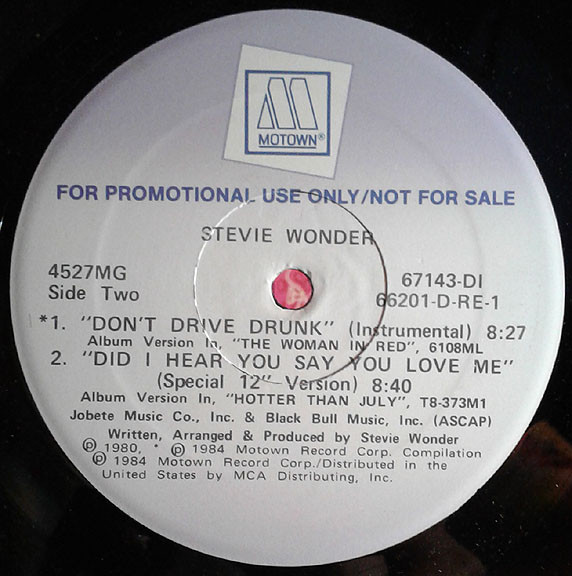 MOTOWN®
FOR PROMOTIONAL USE ONLY/NOT FOR SALE
STEVIE WONDER
4527MG
Side Two
67143-DI
66201-D-RE-1
*1. "DON'T DRIVE DRUNK" (Instrumental) 8:27
Album Version In, "THE WOMAN IN RED", 6108ML
2. "DID I HEAR YOU SAY YOU LOVE ME"
(Special 12" Version) 8:40
Album Version In, "HOTTER THAN JULY", T8-373M1
Jobete Music Co., Inc. & Black Bull Music, Inc. (ASCAP)
Written, Arranged & Produced by Stevie Wonder
℗ 1980, * ℗ 1984 Motown Record Corp. Compilation
℗ 1984 Motown Record Corp./Distributed in the
United States by MCA Distributing, Inc.